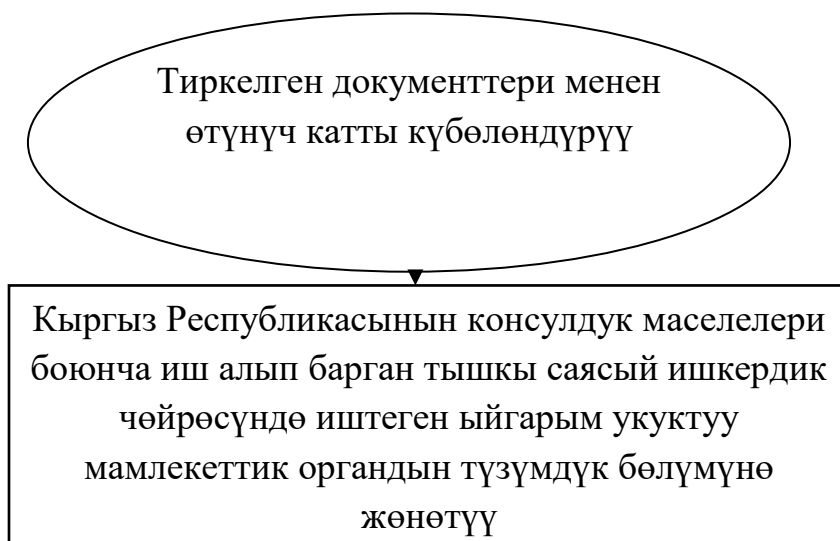 Тиркелген документтери менен
өтүнүч катты күбөлөндүрүү
Кыргыз Республикасынын консулдук маселелери
боюнча иш алып барган тышкы саясый ишкердик
чөйрөсүндө иштеген ыйгарым укуктуу
мамлекеттик органдын түзүмдүк бөлүмүнө
жөнөтүү